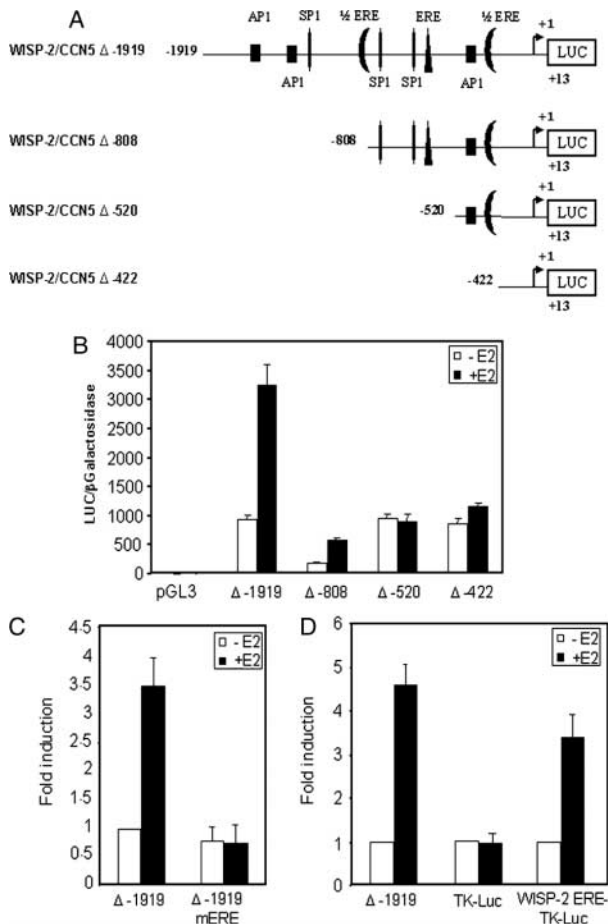 A
AP1 SP1 ½ ERE ERE ½ ERE
+1
WISP-2/CCN5 Δ -1919 -1919 LUC
AP1 SP1 SP1 AP1 +13
+1
WISP-2/CCN5 Δ -808 -808 LUC
+13
+1
WISP-2/CCN5 Δ -520 -520 LUC
+13
+1
WISP-2/CCN5 Δ -422 -422 LUC
+13
B
LUC/βGalactosidase
4000
3500
3000
2500
2000
1500
1000
500
0
- E2
+E2
pGL3 Δ -1919 Δ -808 Δ -520 Δ -422
C
Fold induction
4.5
4
3.5
3
2.5
2
1.5
1
0.5
0
- E2
+E2
Δ -1919 Δ -1919
mERE
D
Fold induction
6
5
4
3
2
1
0
- E2
+E2
Δ -1919 TK-Luc WISP-2 ERE-
TK-Luc